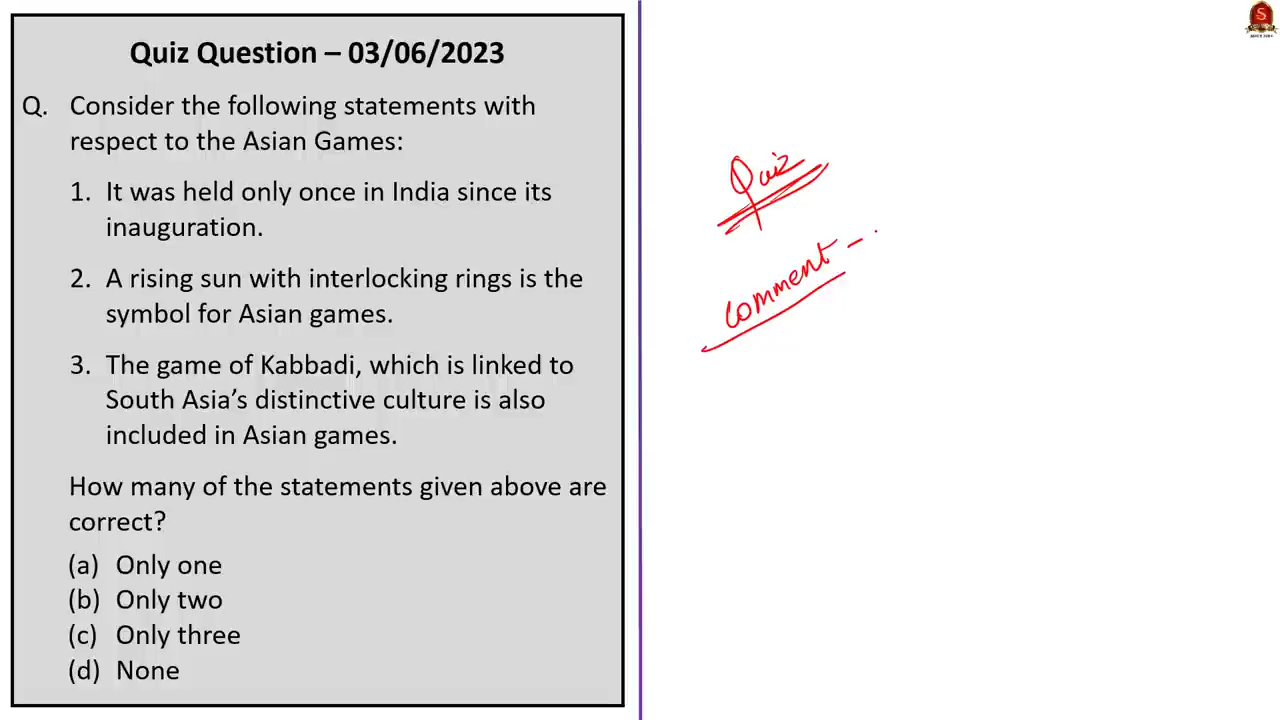 Quiz Question – 03/06/2023
Q. Consider the following statements with
respect to the Asian Games:
1. It was held only once in India since its
inauguration.
2. A rising sun with interlocking rings is the
symbol for Asian games.
3. The game of Kabbadi, which is linked to
South Asia's distinctive culture is also
included in Asian games.
How many of the statements given above are
correct?
(a) Only one
(b) Only two
(c) Only three
(d) None
Quiz
Comment –
S